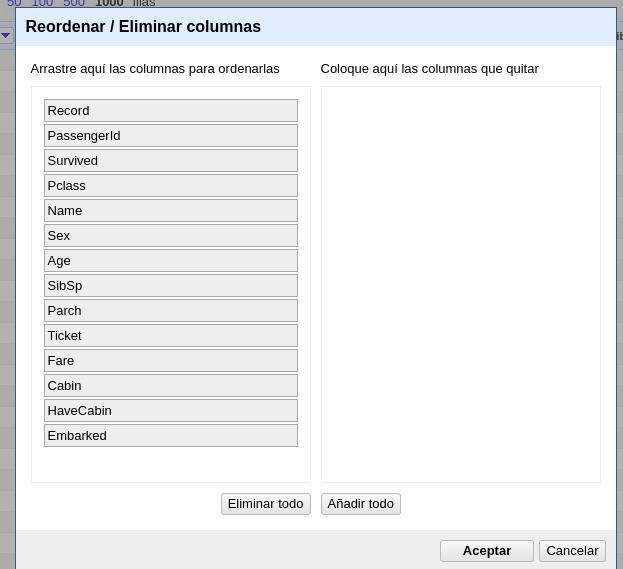 50 100 500 1000 filas
Reordenar / Eliminar columnas
Arrastre aquí las columnas para ordenarlas
Coloque aquí las columnas que quitar
Record
PassengerId
Survived
Pclass
Name
Sex
Age
SibSp
Parch
Ticket
Fare
Cabin
HaveCabin
Embarked
Eliminar todo
Añadir todo
Aceptar
Cancelar